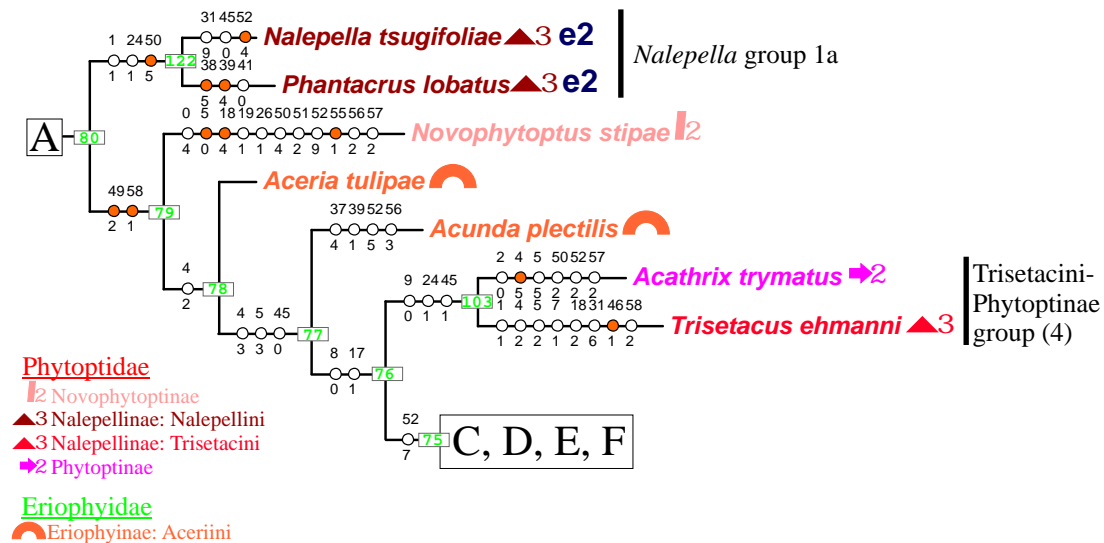 31 45 52
1 24 50
Nalepella tsugifoliae 3 e2
9 0 4
122
Nalepella group 1a
1 1 5
38 39 41
Phantacrus lobatus 3 e2
5 4 0
0 5 18 19 26 50 51 52 55 56 57
A
80
Novophytoptus stipae 2
4 0 4 1 1 4 2 9 1 2 2
Aceria tulipae
49 58
79
2 1
37 39 52 56
Acunda plectilis
4 1 5 3
2 4 5 50 52 57
4
Acathrix trymatus 2
9 24 45
78
0 5 5 2 2 2
2
103
0 1 1
Trisetacini-
Phytoptinae
group (4)
1 4 5 7 18 31 46 58
4 5 45
Trisetacus ehmanni 3
77
1 2 2 1 2 6 1 2
3 3 0
8 17
76
0 1
Phytoptidae
2 Novophytoptinae
3 Nalepellinae: Nalepellini
52
75
C, D, E, F
3 Nalepellinae: Trisetacini
7
2 Phytoptinae
Eriophyidae
Eriophyinae: Aceriini